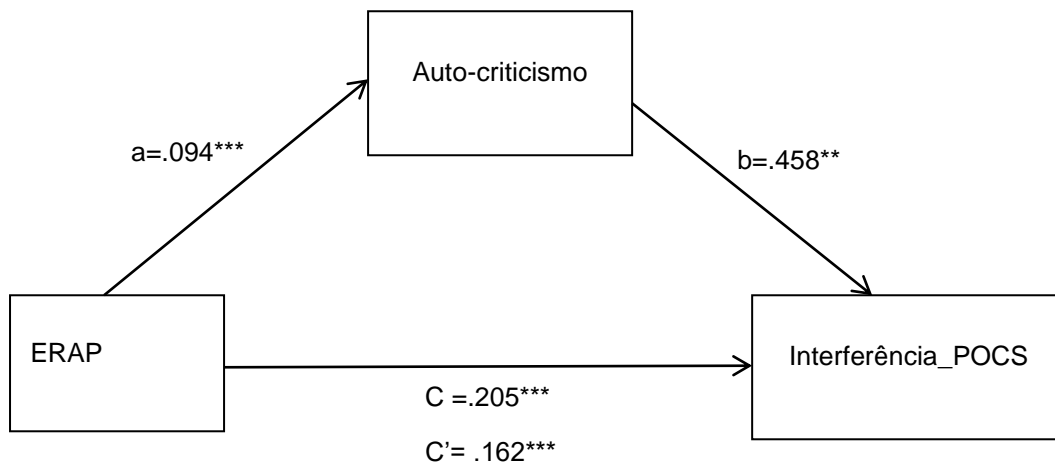 Auto-criticismo
a=.094***
b=.458**
ERAP
Interferência_POCS
C =.205***
C'= .162***